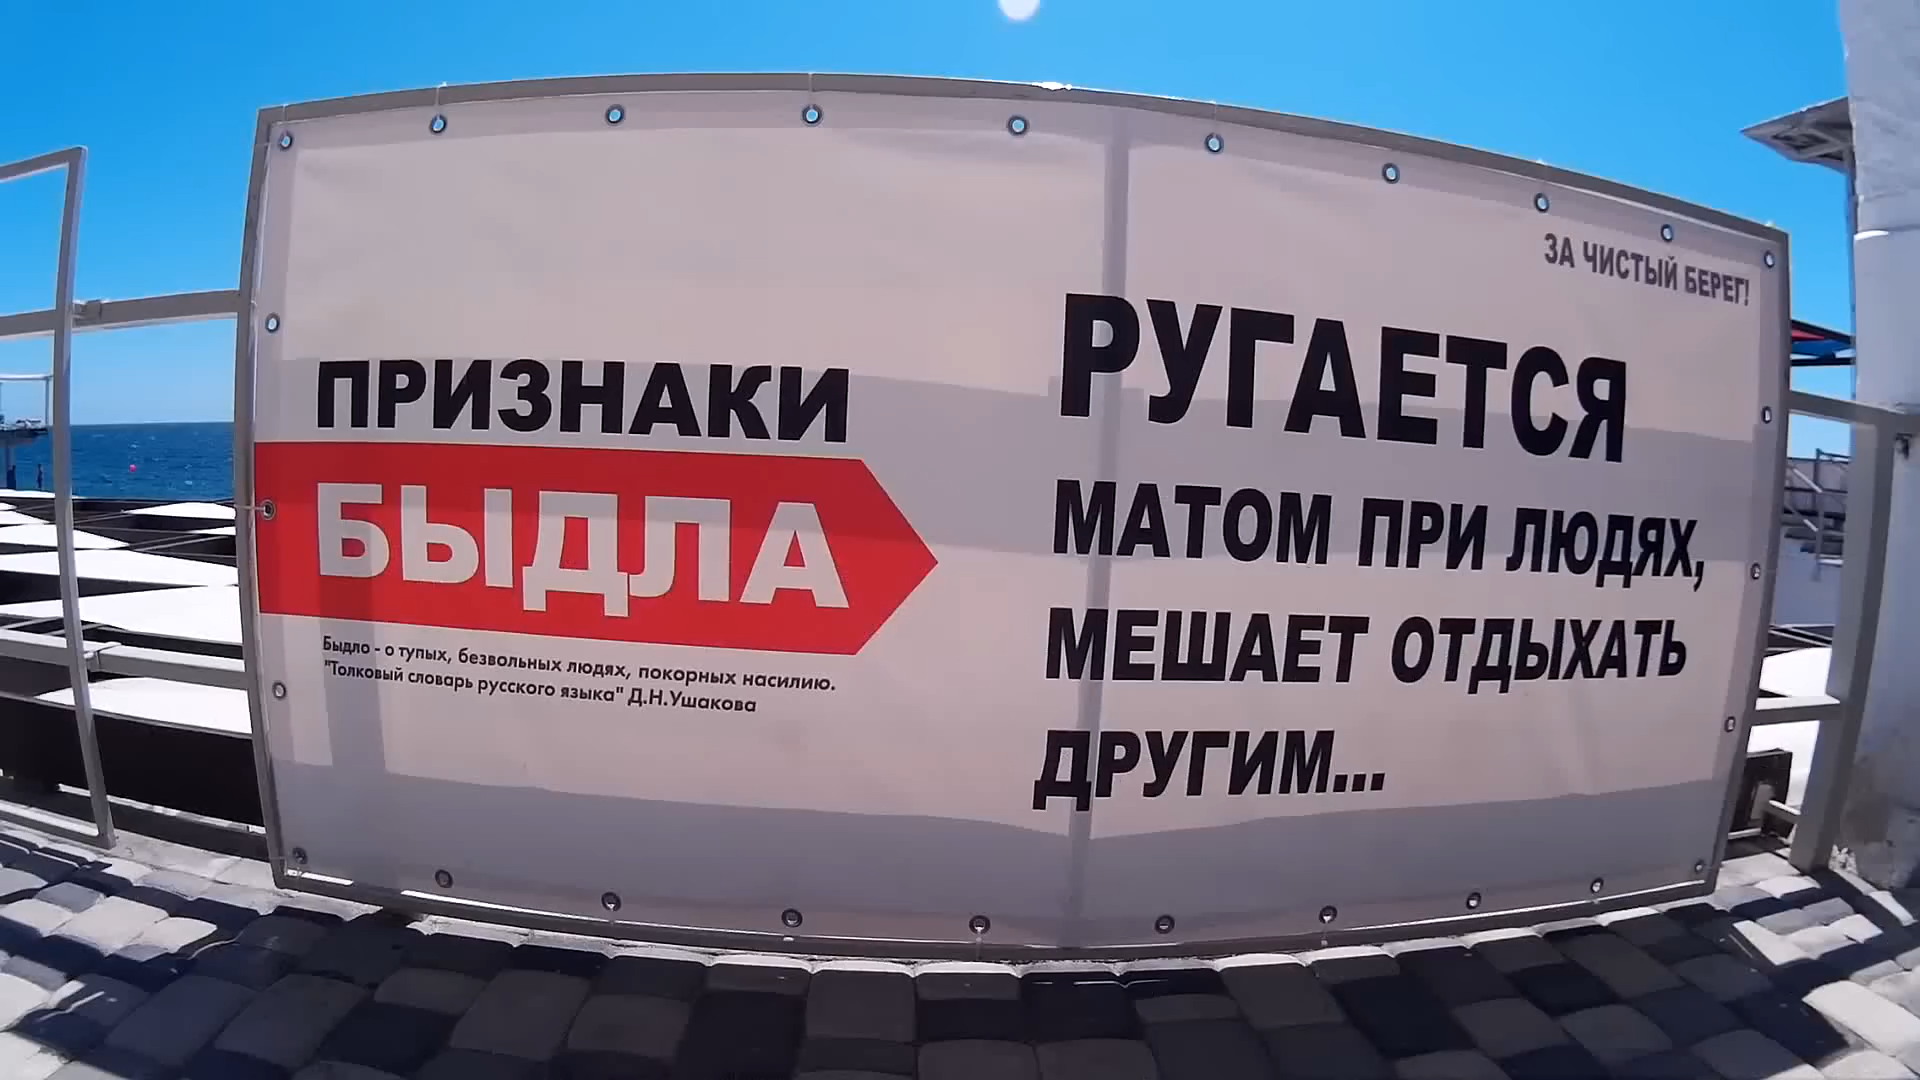 ЗА ЧИСТЫЙ БЕРЕГ!
ПРИЗНАКИ
БЫДЛА
Быдло - о тупых, безвольных людях, покорных насилию.
"Толковый словарь русского языка" Д.Н.Ушакова
РУГАЕТСЯ
МАТОМ ПРИ ЛЮДЯХ,
МЕШАЕТ ОТДЫХАТЬ
ДРУГИМ...